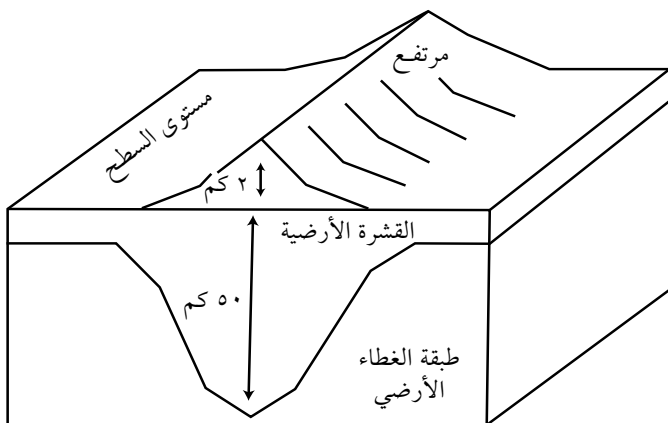 مرتفع
مستوى السطح
٢ كم
القشرة الأرضية
٥٠ كم
طبقة الغطاء
الأرضي